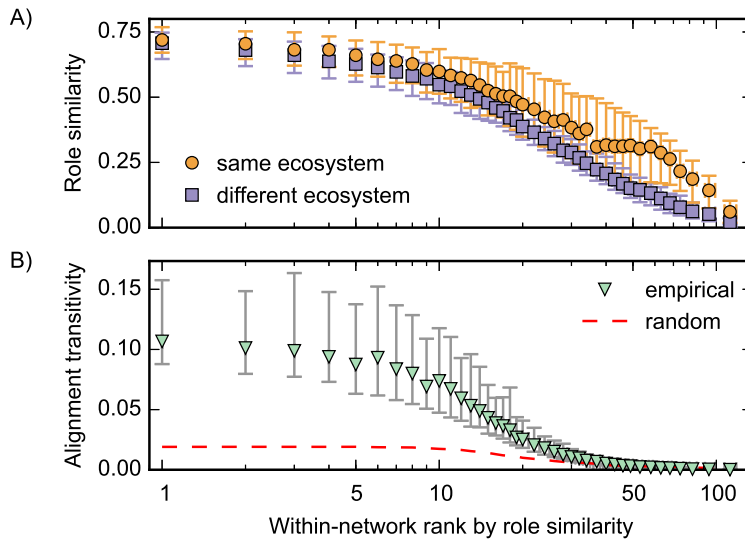 A)
0.75
0.50
0.25
0.00
Role similarity
same ecosystem
different ecosystem
B)
0.15
0.10
0.05
0.00
Alignment transitivity
empirical
random
1 5 10 50 100
Within-network rank by role similarity